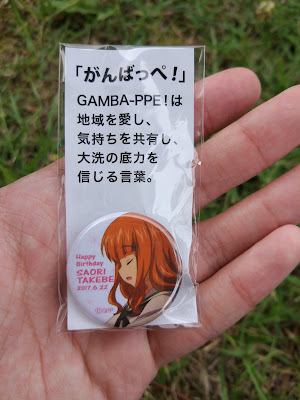 「がんばっぺ!」
GAMBA-PPE!は
地域を愛し、
気持ちを共有し、
大洗の底力を
信じる言葉。
Happy
Birthday
SAORI
TAKEBE
2017.6.22